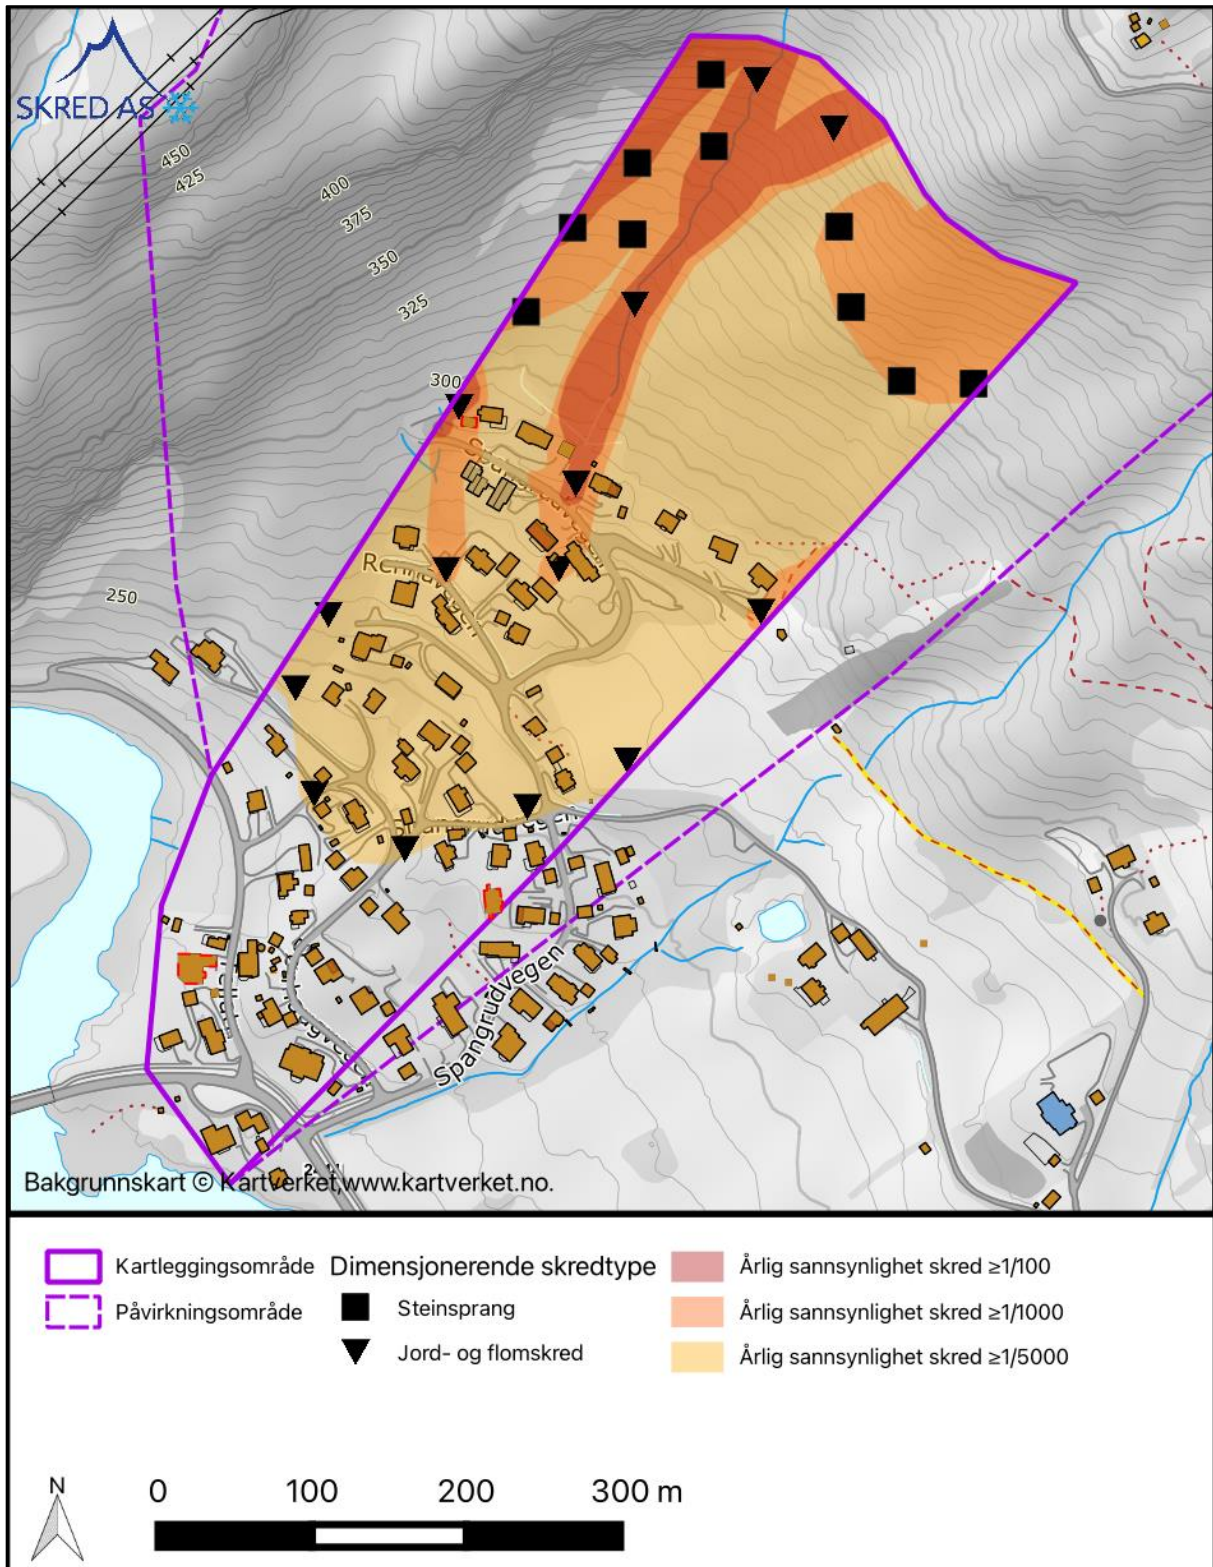 SKRED AS
450
425
400
375
350
325
300
250
Spangrudvegen
Bakgrunnskart © Kartverket,www.kartverket.no.
Kartleggingsområde
Påvirkningsområde
Dimensjonerende skredtype
Steinsprang
Jord- og flomskred
Årlig sannsynlighet skred ≥1/100
Årlig sannsynlighet skred ≥1/1000
Årlig sannsynlighet skred ≥1/5000
N
0 100 200 300 m